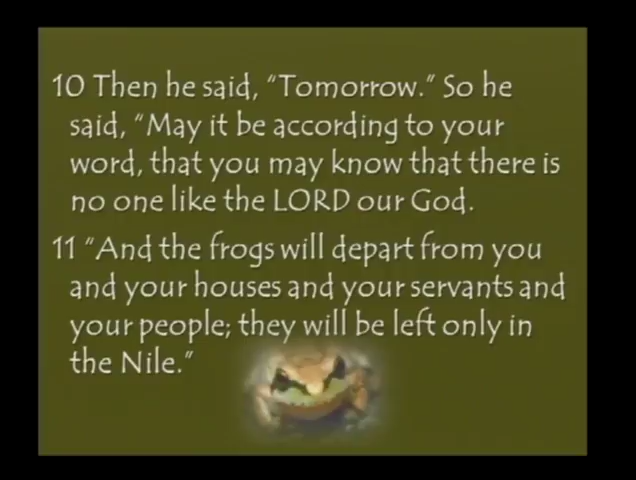 10 Then he said, “Tomorrow.” So he
said, “May it be according to your
word, that you may know that there is
no one like the LORD our God.
11 “And the frogs will depart from you
and your houses and your servants and
your people; they will be left only in
the Nile.”